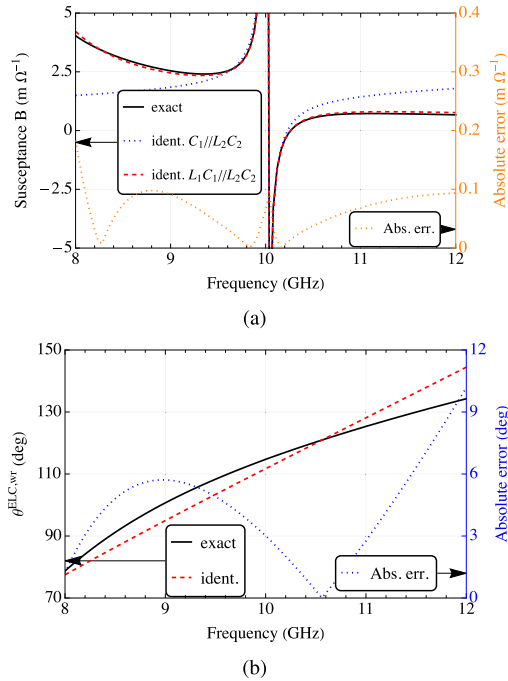 (a)
Susceptance B (m Ω⁻¹)
5
2.5
0
−2.5
−5
exact
ident. C₁//L₂C₂
ident. L₁C₁//L₂C₂
Abs. err.
0.4
0.3
0.2
0.1
0
Absolute error (m Ω⁻¹)
8
9
10
11
12
Frequency (GHz)
(a)
150
130
110
90
70
θᴱᴸᶜ,ʷʳ (deg)
exact
ident.
Abs. err.
12
9
6
3
0
Absolute error (deg)
8
9
10
11
12
Frequency (GHz)
(b)